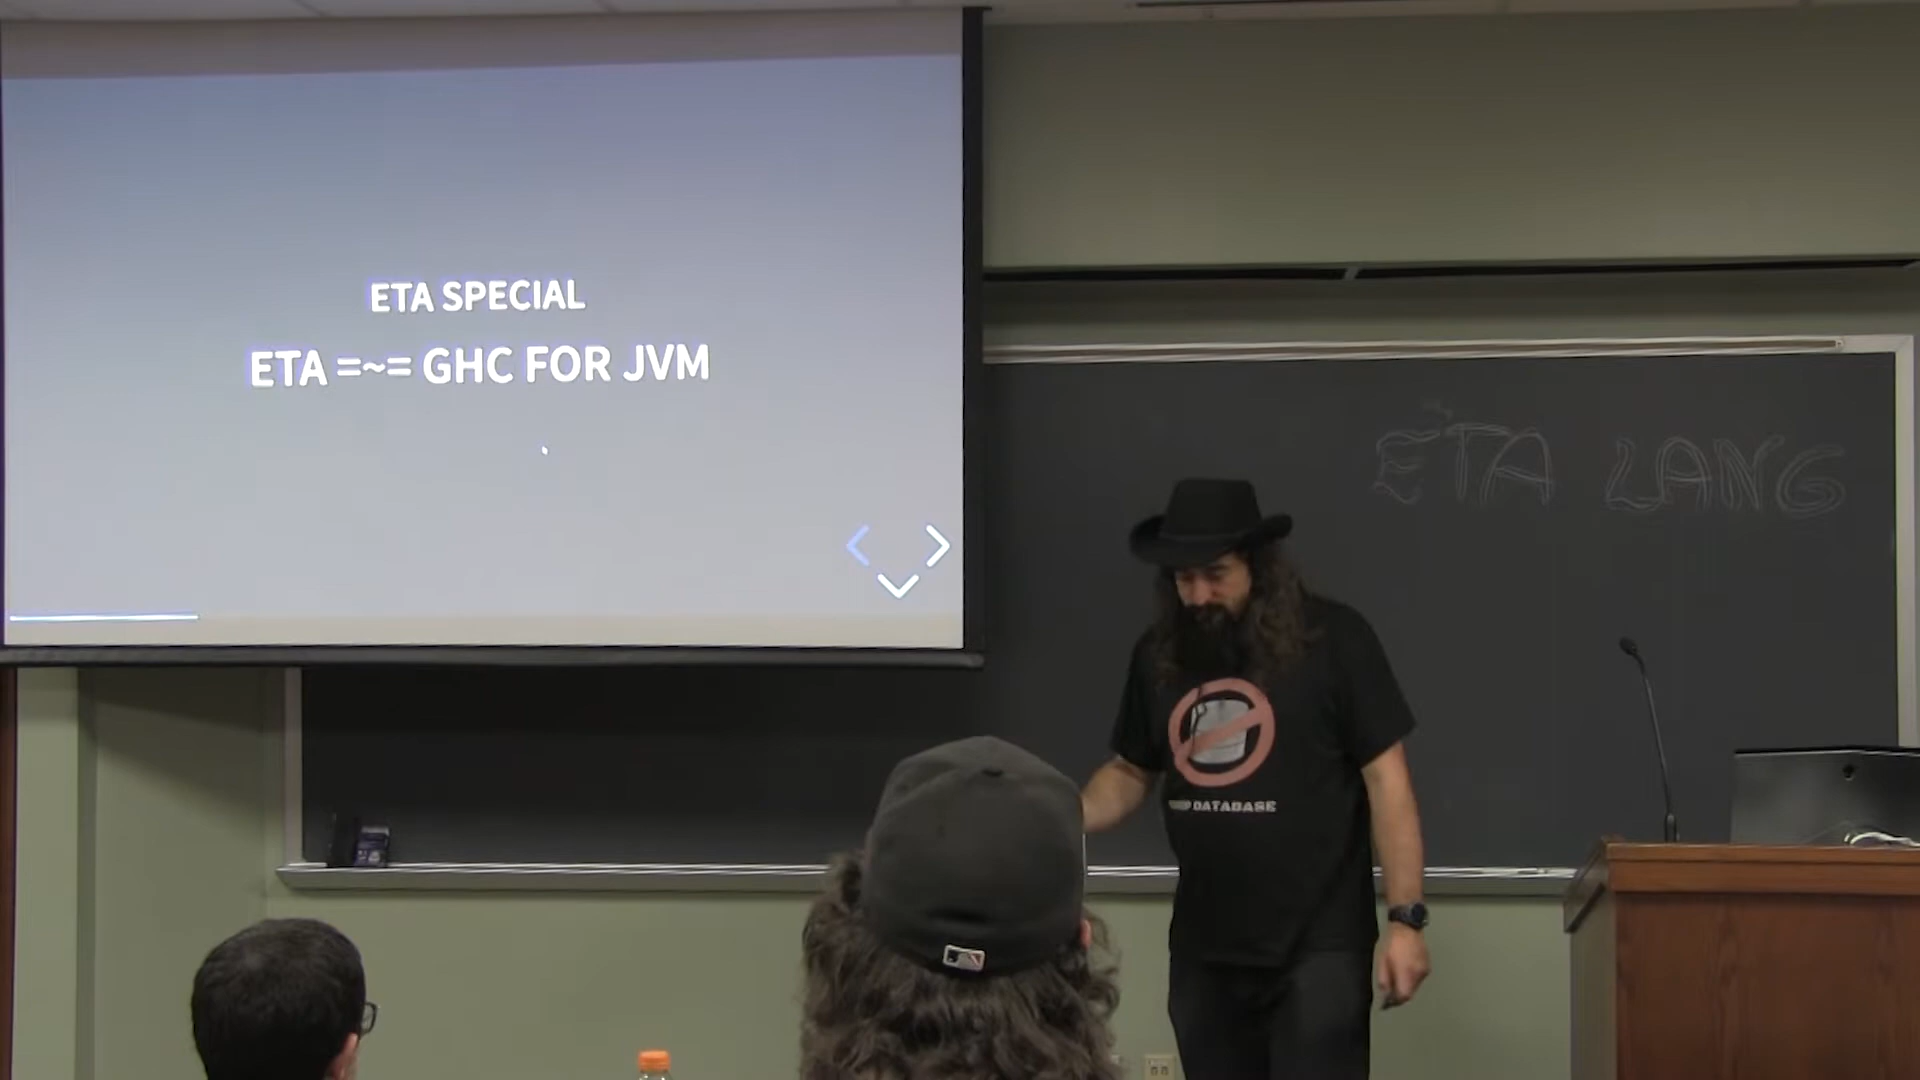 ETA SPECIAL
ETA =~= GHC FOR JVM
ETA LANG
DATABASE